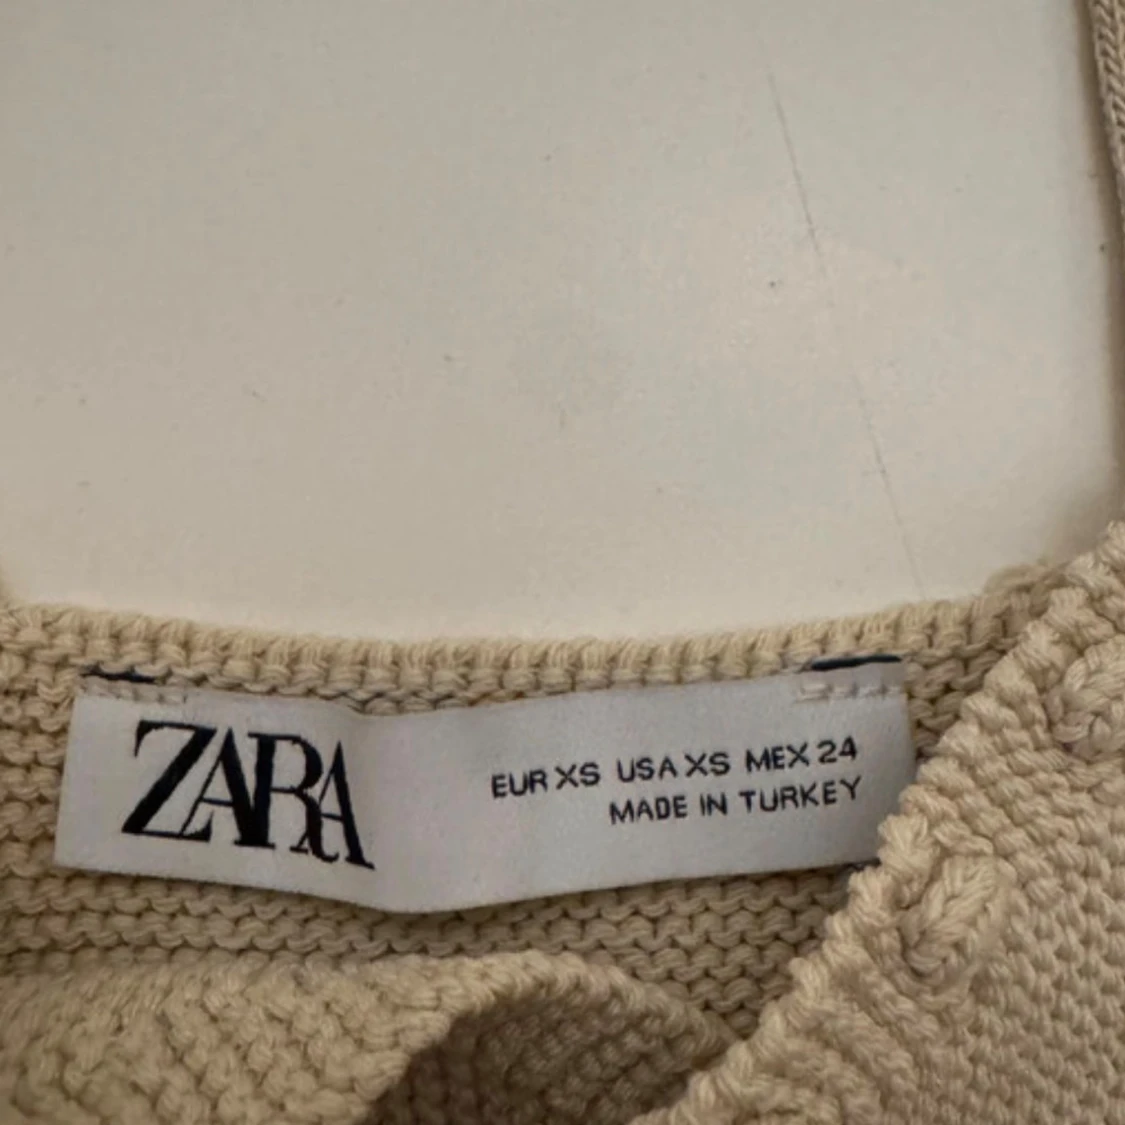 ZARA
EUR XS USA XS MEX 24
MADE IN TURKEY